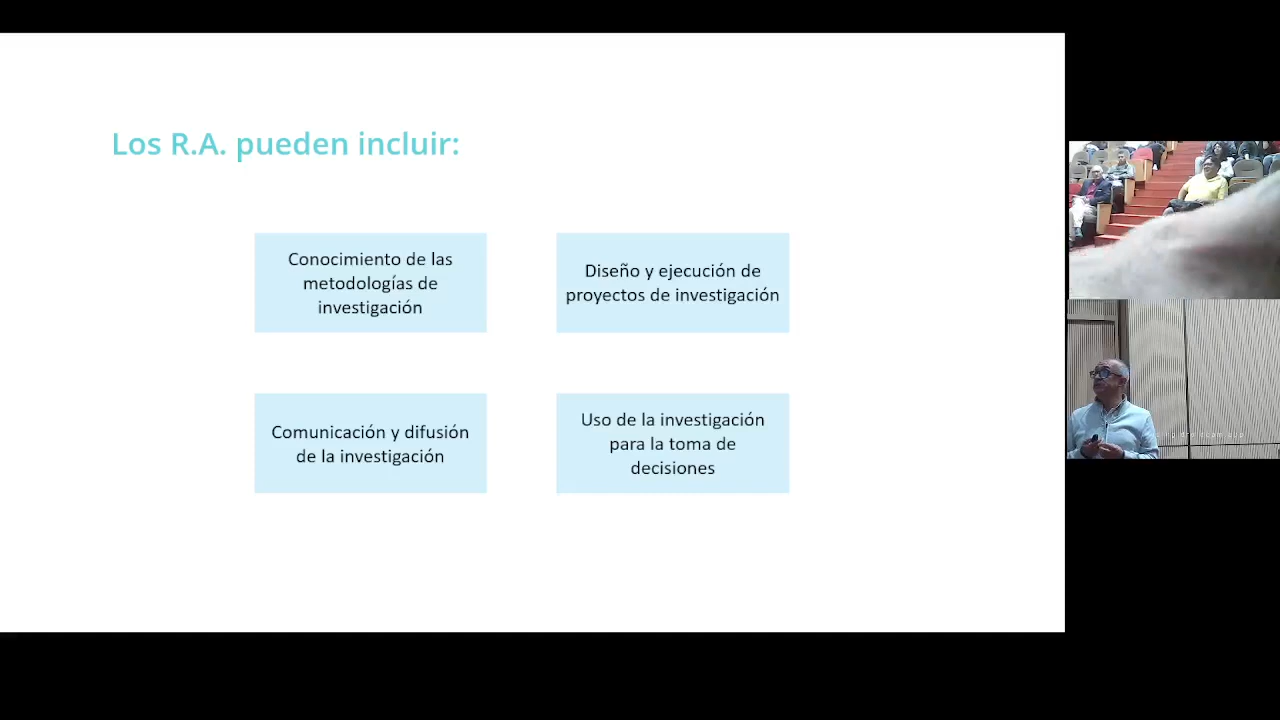 Los R.A. pueden incluir:
Conocimiento de las
metodologías de
investigación
Diseño y ejecución de
proyectos de investigación
Comunicación y difusión
de la investigación
Uso de la investigación
para la toma de
decisiones